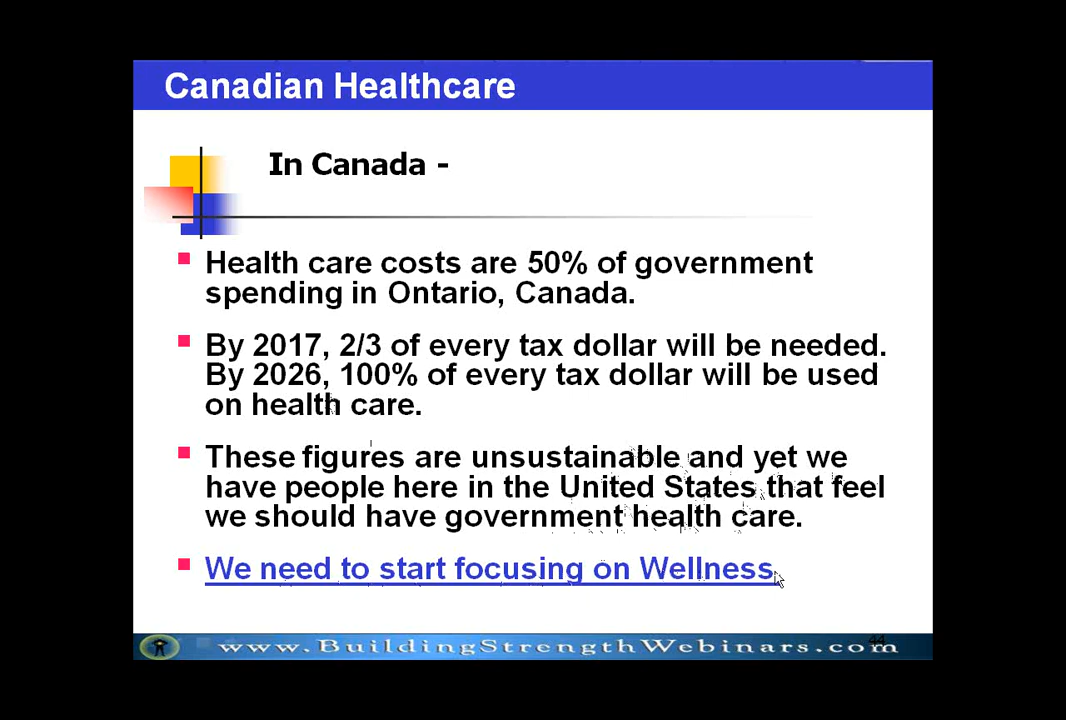 Canadian Healthcare
In Canada -
Health care costs are 50% of government
spending in Ontario, Canada.
By 2017, 2/3 of every tax dollar will be needed.
By 2026, 100% of every tax dollar will be used
on health care.
These figures are unsustainable and yet we
have people here in the United States that feel
we should have government health care.
We need to start focusing on Wellness.
44
www.BuildingStrengthWebinars.com